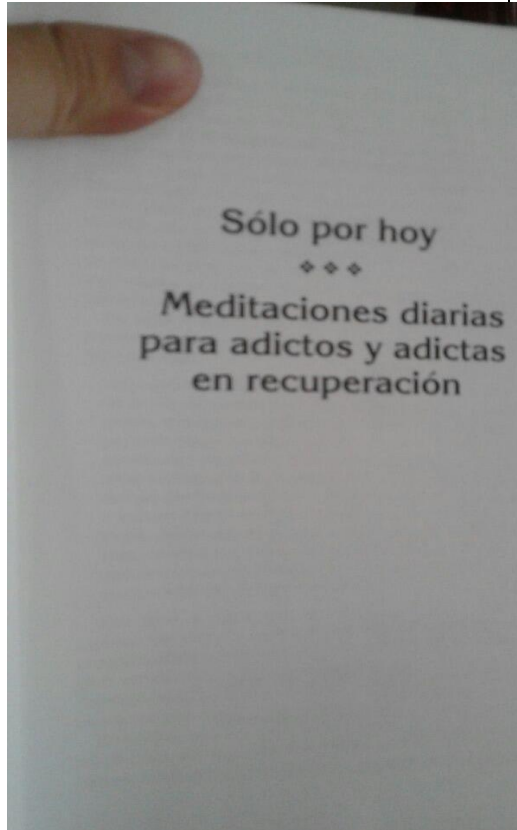 Sólo por hoy
❖ ❖ ❖
Meditaciones diarias
para adictos y adictas
en recuperación